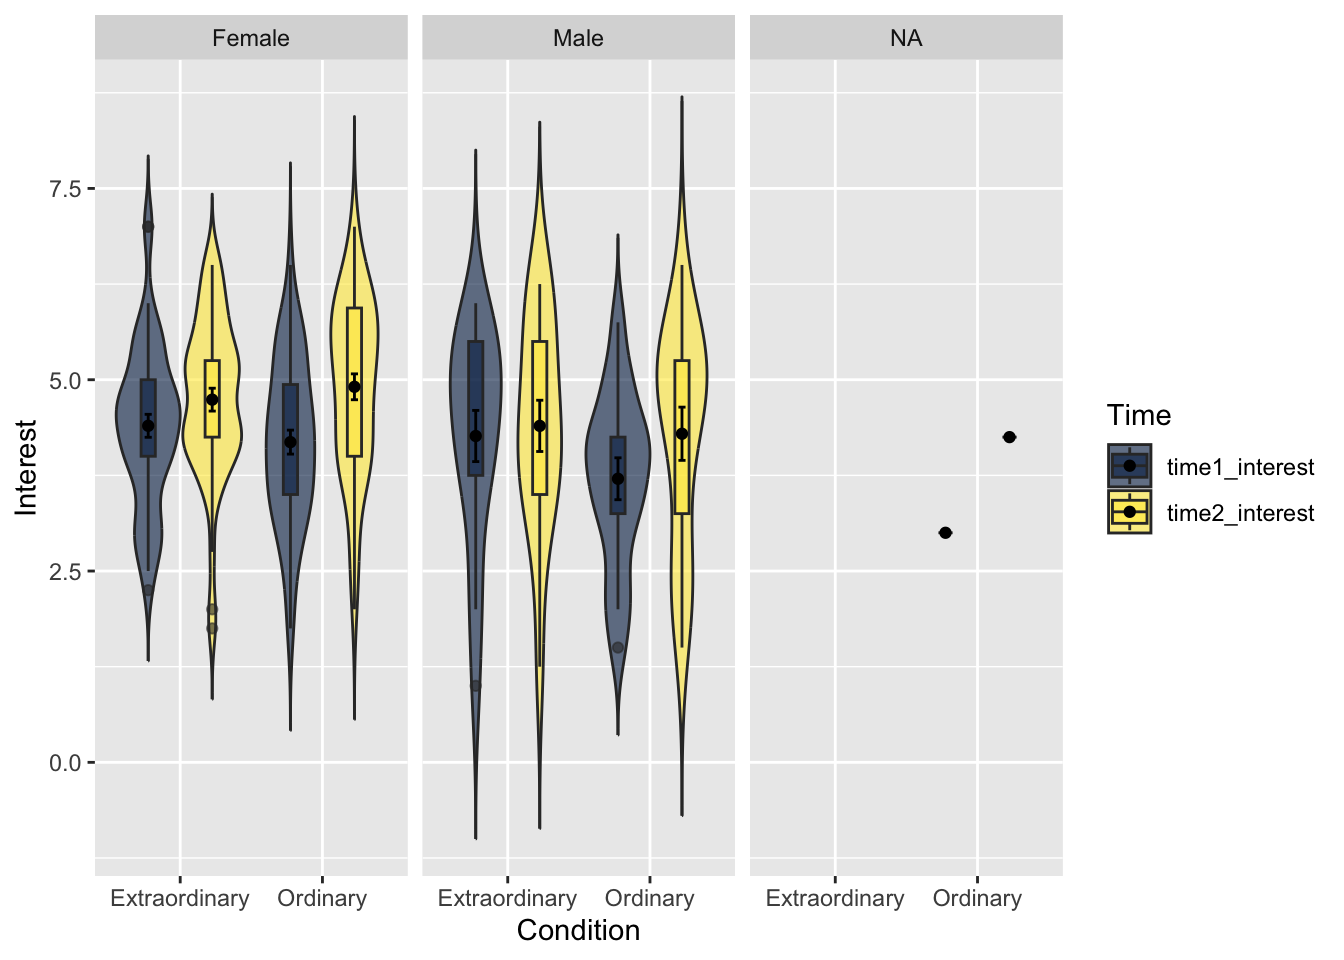 Female Male NA
7.5
5.0
2.5
0.0
Interest
Extraordinary Ordinary Extraordinary Ordinary Extraordinary Ordinary
Condition
Time
time1_interest
time2_interest